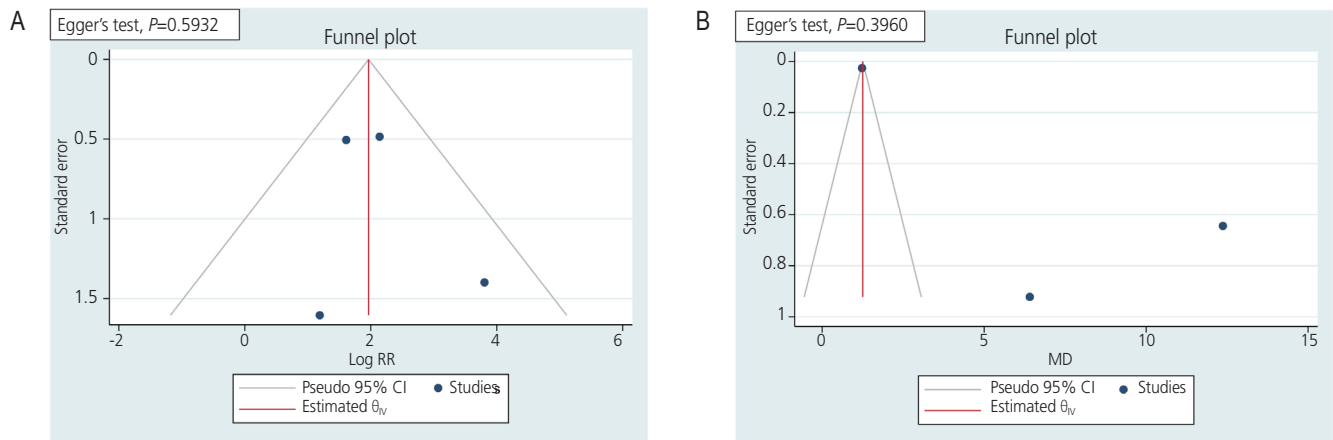 A
Egger's test, P=0.5932
Funnel plot
Standard error
0
0.5
1
1.5
-2 0 2 4 6
Log RR
Pseudo 95% CI Studies
Estimated θIV
B
Egger's test, P=0.3960
Funnel plot
Standard error
0
0.2
0.4
0.6
0.8
1
0 5 10 15
MD
Pseudo 95% CI Studies
Estimated θIV